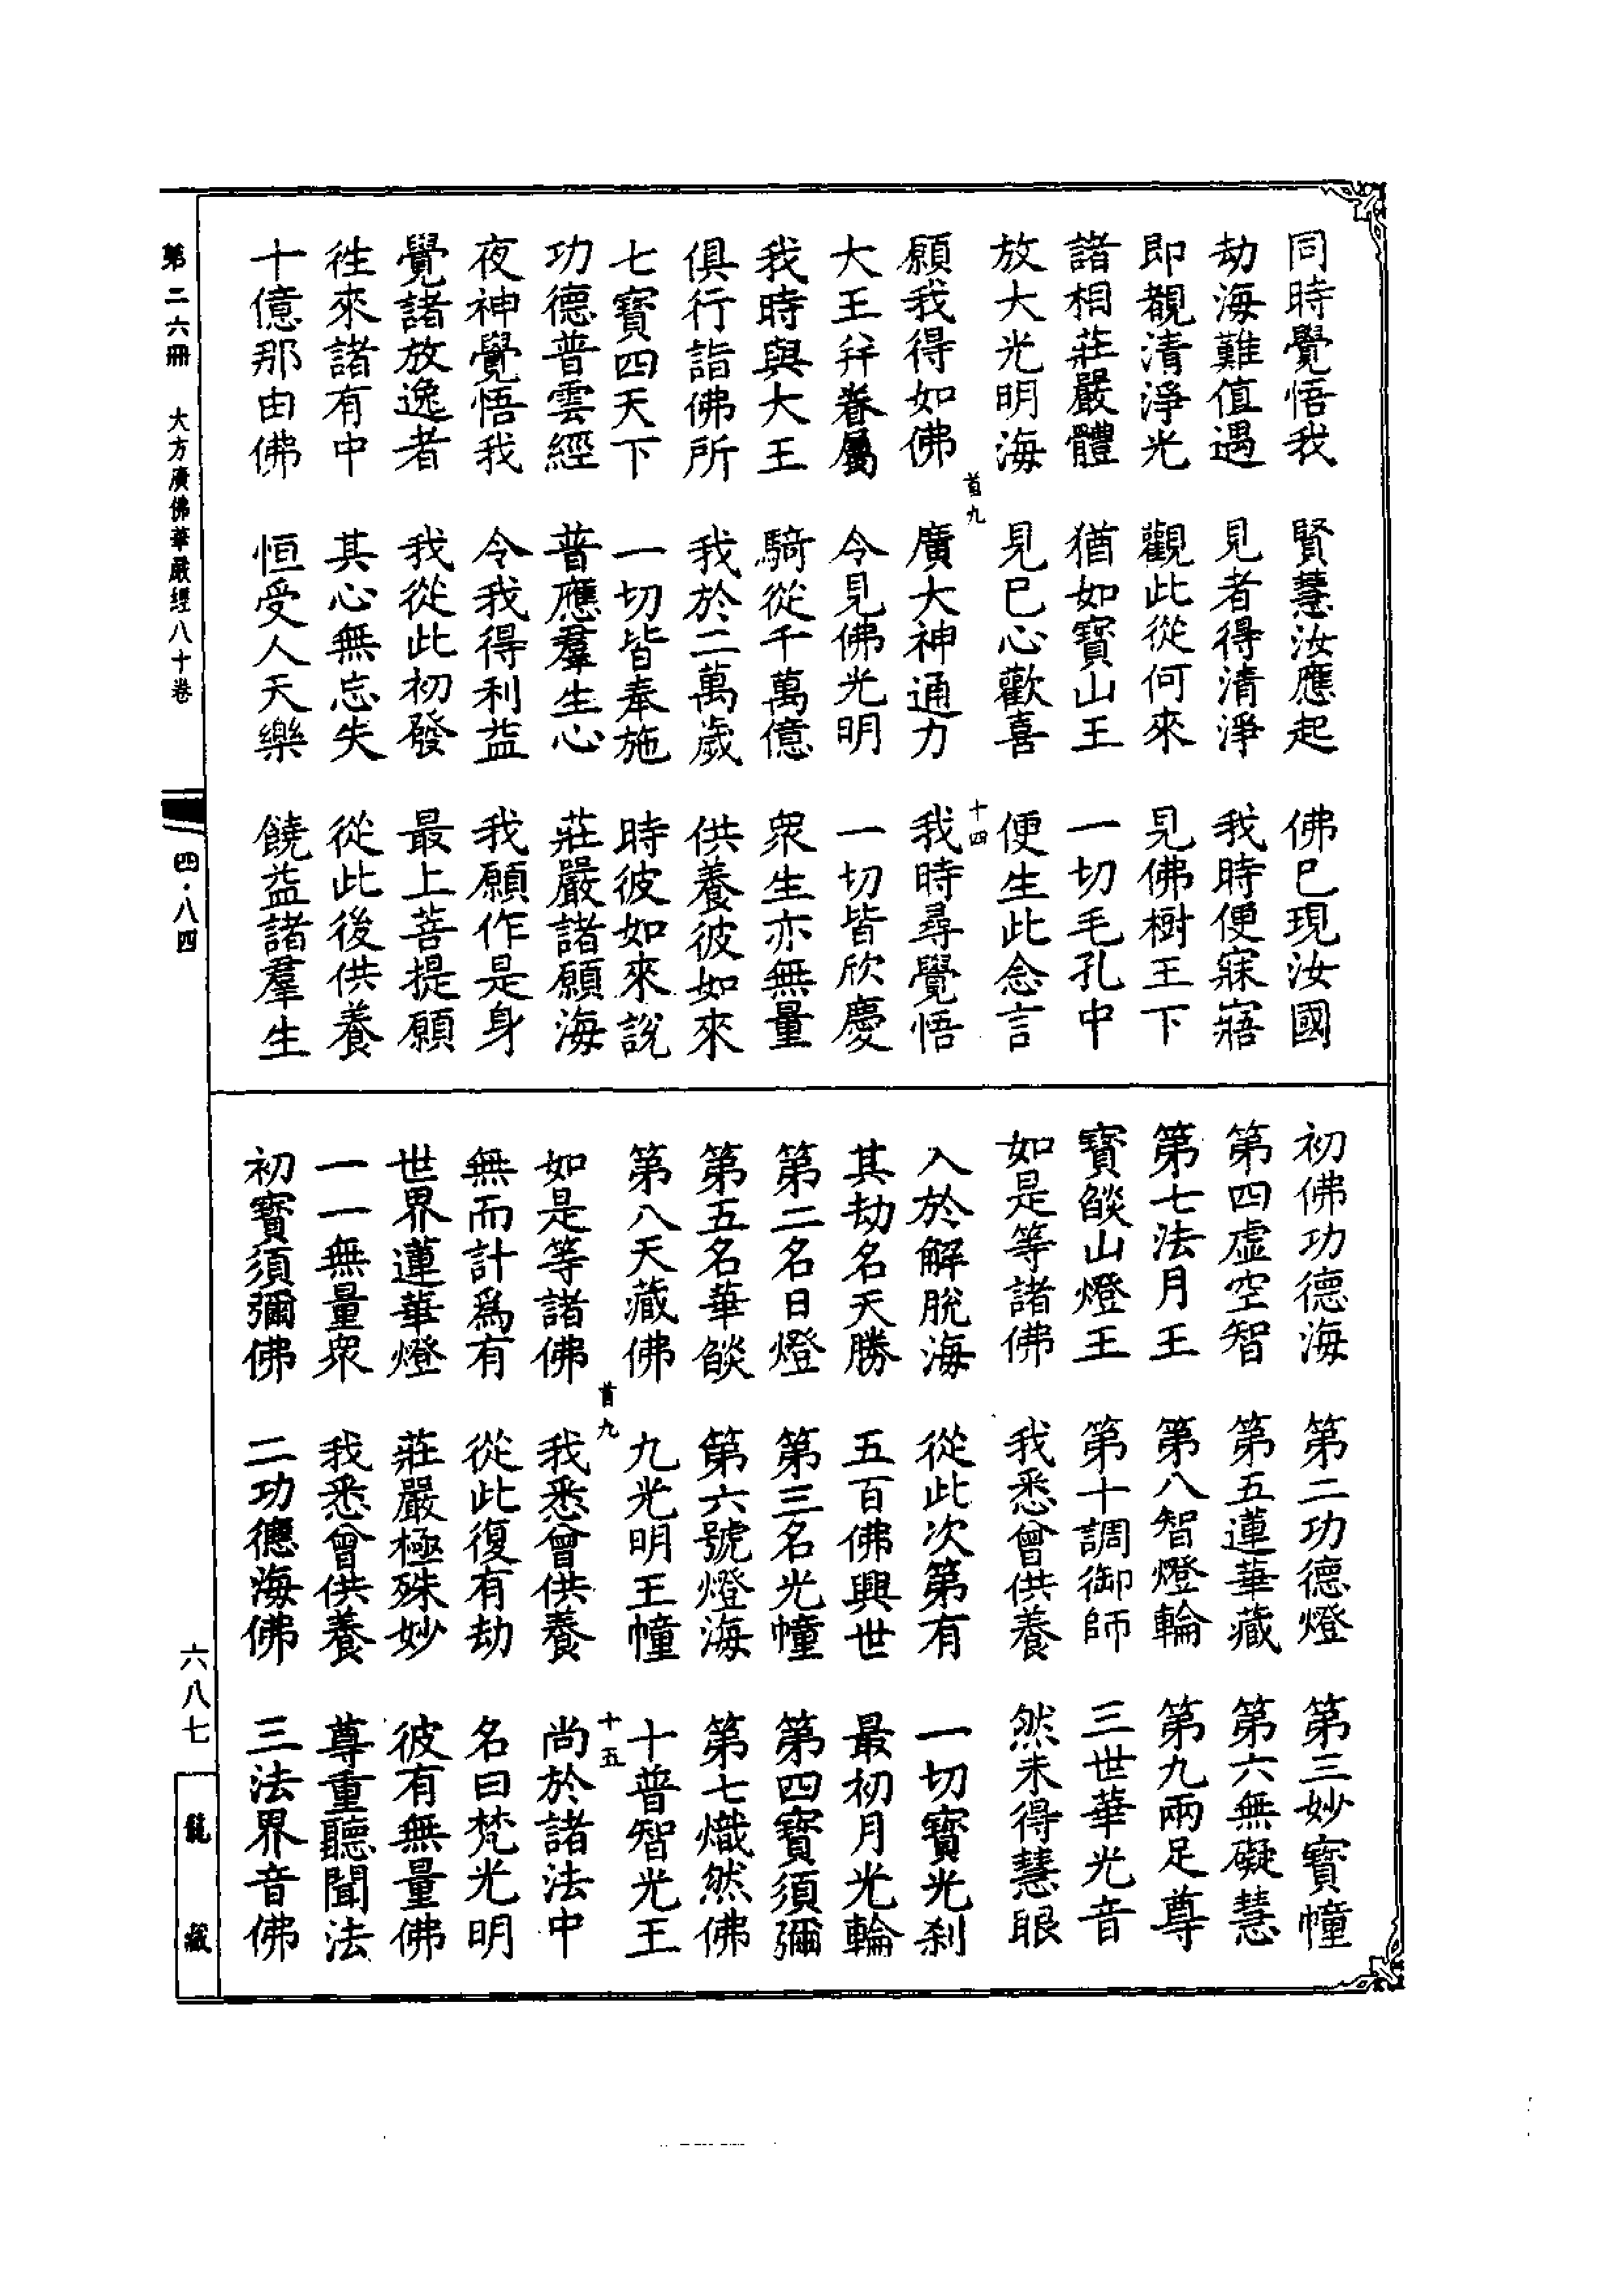 同時覺悟我　賢慧汝應起　佛已現汝國
劫海難值遇　見者得清淨　我時便寐寤
即覩清淨光　觀此從何來　見佛樹王下
諸相莊嚴體　猶如寶山王　一切毛孔中
放大光明海　見已心歡喜　便生此念言
首九　十四
願我得如佛　廣大神通力　我時尋覺悟
大王幷眷屬　令見佛光明　一切皆欣慶
我時與大王　騎從千萬億　眾生亦無量
俱行詣佛所　我於二萬歲　供養彼如來
七寶四天下　一切皆奉施　時彼如來說
功德普雲經　普應羣生心　莊嚴諸願海
夜神覺悟我　令我得利益　我願作是身
覺諸放逸者　我從此初發　最上菩提願
徃來諸有中　其心無忘失　從此後供養
十億那由佛　恒受人天樂　饒益諸羣生
初佛功德海　第二功德燈　第三妙寶幢
第四虛空智　第五蓮華藏　第六無礙慧
第七法月王　第八智燈輪　第九兩足尊
寶燄山燈王　第十調御師　三世華光音
如是等諸佛　我悉曾供養　然未得慧眼
入於解脫海　從此次第有　一切寶光刹
其劫名天勝　五百佛興世　最初月光輪
第二名日燈　第三名光幢　第四寶須彌
第五名華燄　第六號燈海　第七熾然佛
第八天藏佛　九光明王幢　十普智光王
首九　十五
如是等諸佛　我悉曾供養　尚於諸法中
無而計爲有　從此復有劫　名曰梵光明
世界蓮華燈　莊嚴極殊妙　彼有無量佛
一一無量眾　我悉曾供養　尊重聽聞法
初寶須彌佛　二功德海佛　三法界音佛
第二六冊　大方廣佛華嚴經八十卷　四・八四
六八七　龍藏